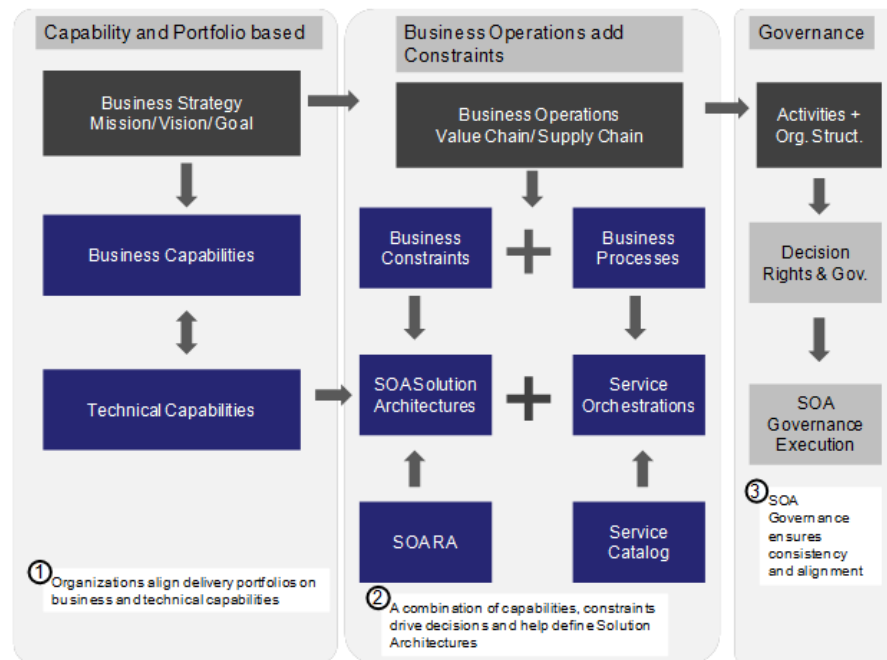 Capability and Portfolio based
Business Strategy
Mission/Vision/Goal
Business Capabilities
Technical Capabilities
1
Organizations align delivery portfolios on
business and technical capabilities
Business Operations add
Constraints
Business Operations
Value Chain/Supply Chain
Business
Constraints
+
Business
Processes
SOASolution
Architectures
+
Service
Orchestrations
SOARA
Service
Catalog
2
A combination of capabilities, constraints
drive decisions and help define Solution
Architectures
Governance
Activities +
Org. Struct.
Decision
Rights & Gov.
SOA
Governance
Execution
3
SOA
Governance
ensures
consistency
and alignment